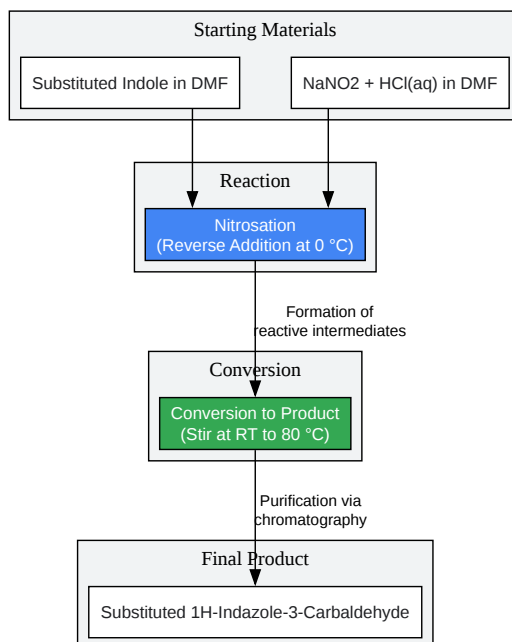 Starting Materials
Substituted Indole in DMF
NaNO2 + HCl(aq) in DMF
Reaction
Nitrosation
(Reverse Addition at 0 °C)
Formation of
reactive intermediates
Conversion
Conversion to Product
(Stir at RT to 80 °C)
Purification via
chromatography
Final Product
Substituted 1H-Indazole-3-Carbaldehyde